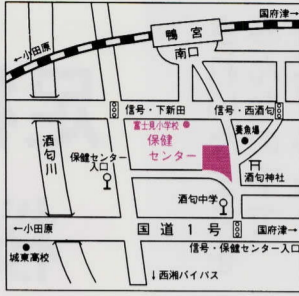 国府津→
鴨宮
南口
←小田原
信号・下新田
信号・西酒匂
富士見小学校
養魚場
保健
センター
酒匂川
保健センター
入口
酒匂神社
酒匂中学
←小田原
国道1号
国府津→
信号・保健センター入口
城東高校
↓西湘バイパス